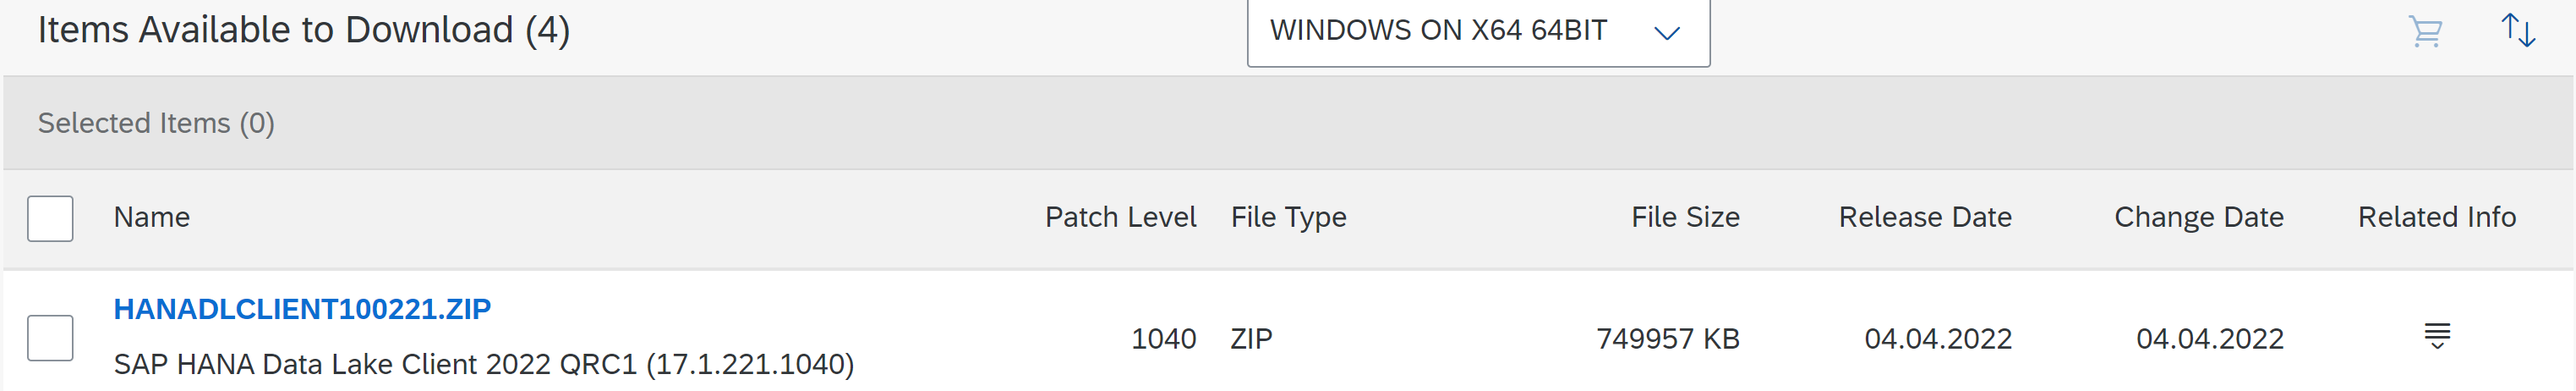 Items Available to Download (4) WINDOWS ON X64 64BIT
Selected Items (0)
Name Patch Level File Type File Size Release Date Change Date Related Info
HANADLCLIENT100221.ZIP
1040 ZIP 749957 KB 04.04.2022 04.04.2022
SAP HANA Data Lake Client 2022 QRC1 (17.1.221.1040)